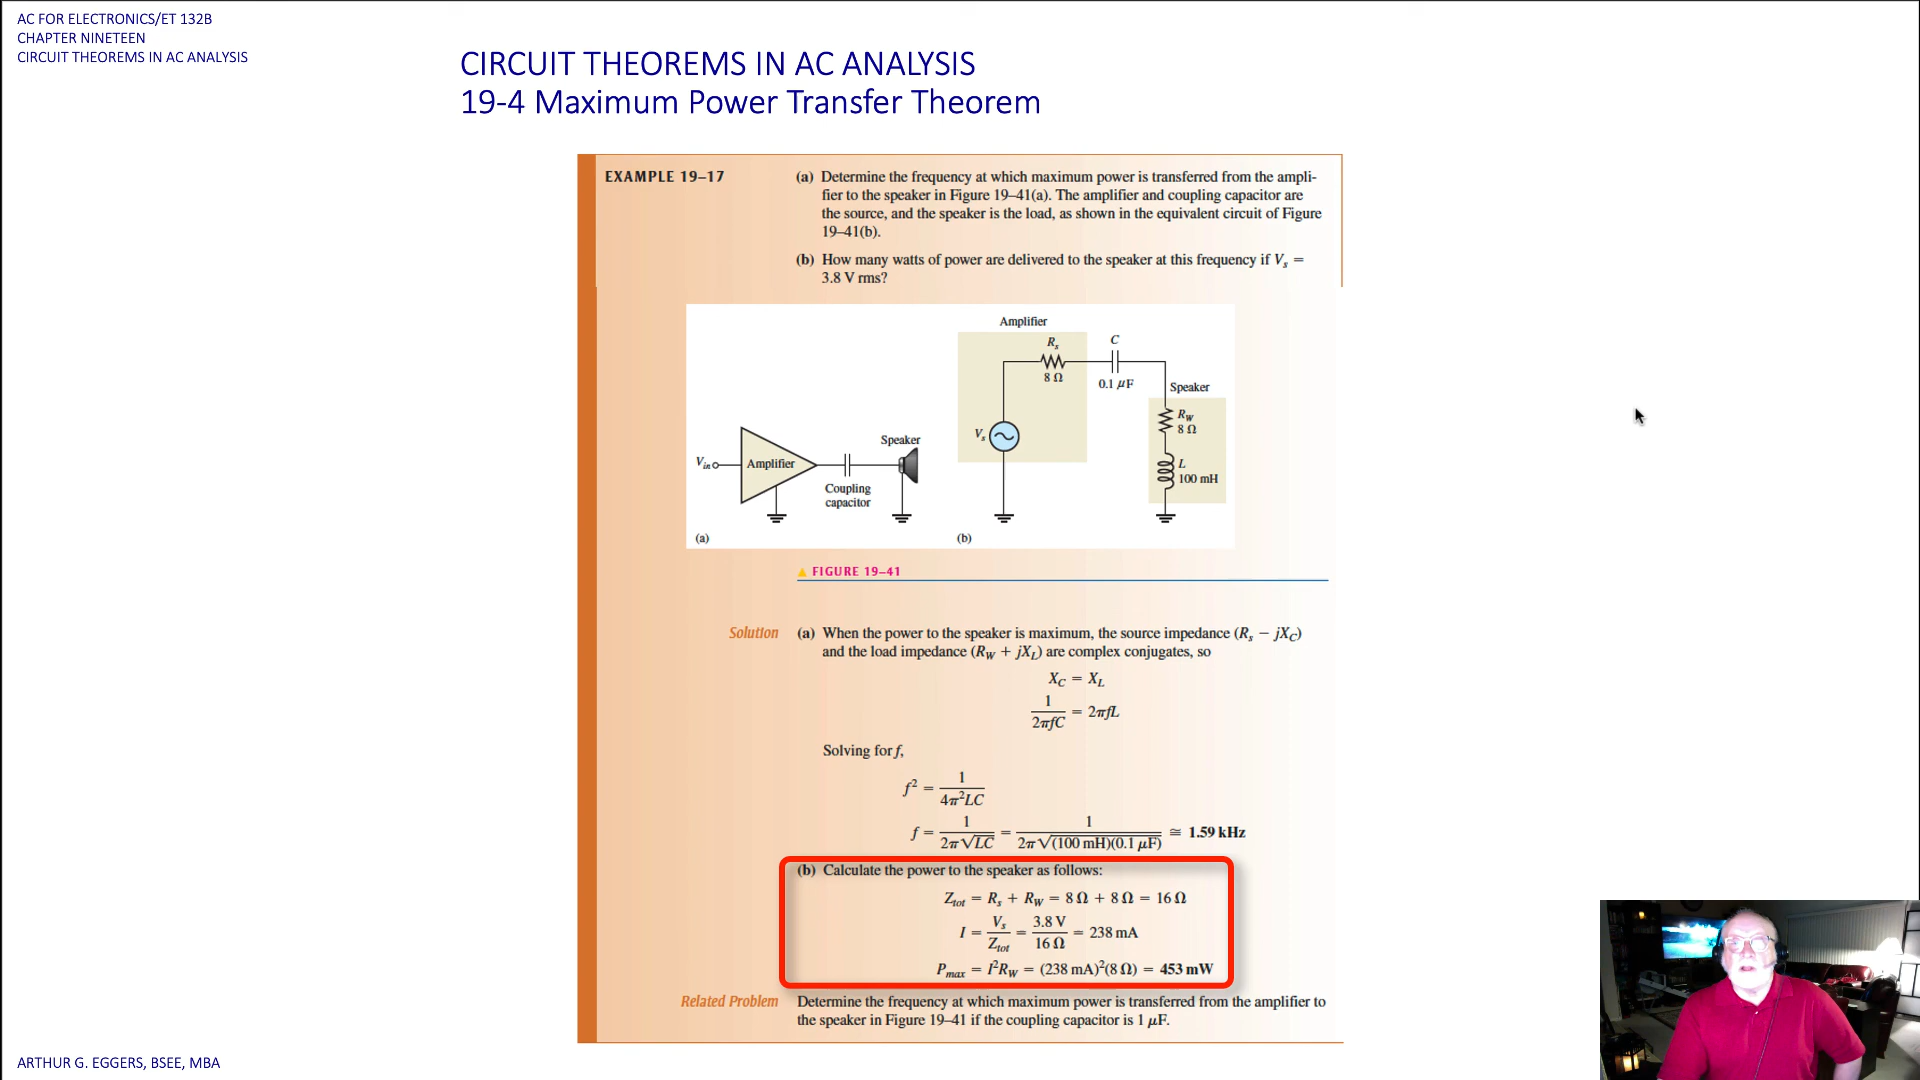 AC FOR ELECTRONICS/ET 132B
CHAPTER NINETEEN
CIRCUIT THEOREMS IN AC ANALYSIS
CIRCUIT THEOREMS IN AC ANALYSIS
19-4 Maximum Power Transfer Theorem
EXAMPLE 19–17
(a) Determine the frequency at which maximum power is transferred from the ampli-
fier to the speaker in Figure 19–41(a). The amplifier and coupling capacitor are
the source, and the speaker is the load, as shown in the equivalent circuit of Figure
19–41(b).
(b) How many watts of power are delivered to the speaker at this frequency if Vs =
3.8 V rms?
Vin
Amplifier
Coupling
capacitor
Speaker
(a)
Amplifier
Rs
8 Ω
C
0.1 μF
Vs
Speaker
RW
8 Ω
L
100 mH
(b)
▲ FIGURE 19–41
Solution (a) When the power to the speaker is maximum, the source impedance (Rs − jXC)
and the load impedance (RW + jXL) are complex conjugates, so
XC = XL
1/2πfC = 2πfL
Solving for f,
f² = 1/4π²LC
f = 1/2π√LC = 1/2π√(100 mH)(0.1 μF) ≅ 1.59 kHz
(b) Calculate the power to the speaker as follows:
Ztot = Rs + RW = 8 Ω + 8 Ω = 16 Ω
I = Vs/Ztot = 3.8 V/16 Ω = 238 mA
Pmax = I²RW = (238 mA)²(8 Ω) = 453 mW
Related Problem Determine the frequency at which maximum power is transferred from the amplifier to
the speaker in Figure 19–41 if the coupling capacitor is 1 μF.
ARTHUR G. EGGERS, BSEE, MBA